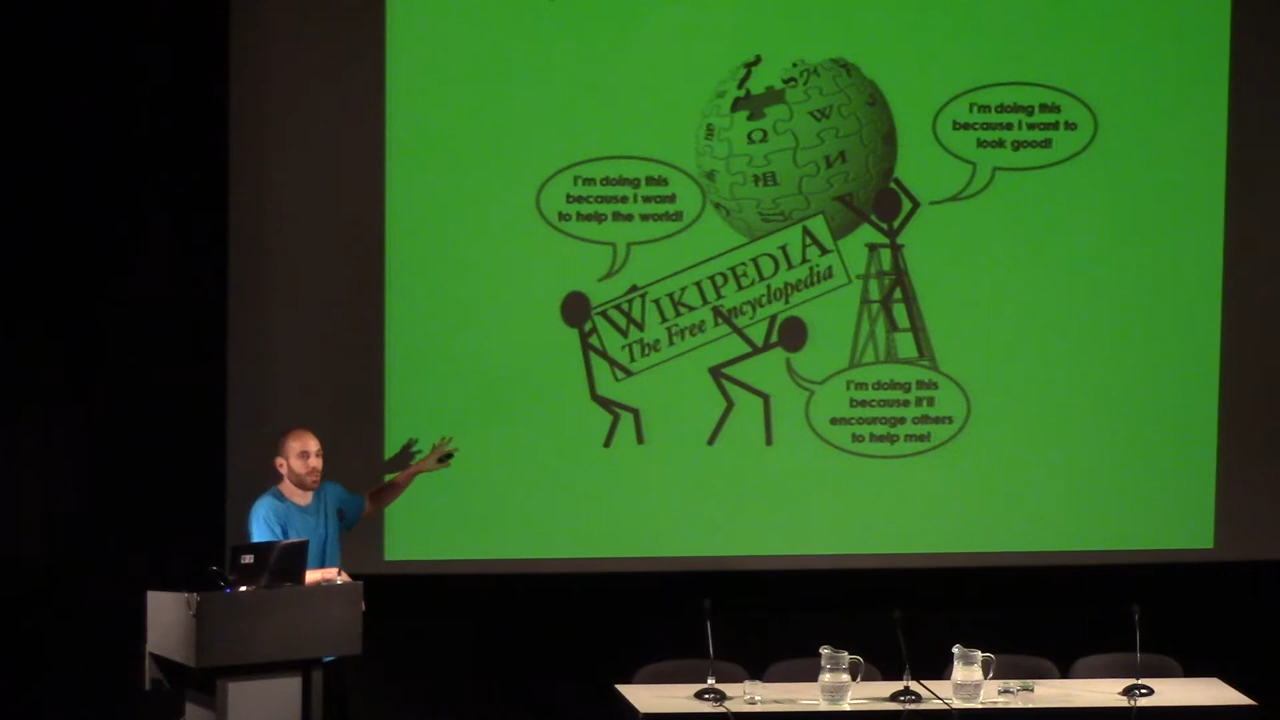 I'm doing this
because I want to
look good!
I'm doing this
because I want
to help the world!
Ω
W
И
祖
WIKIPEDIA
The Free Encyclopedia
I'm doing this
because it'll
encourage others
to help me!